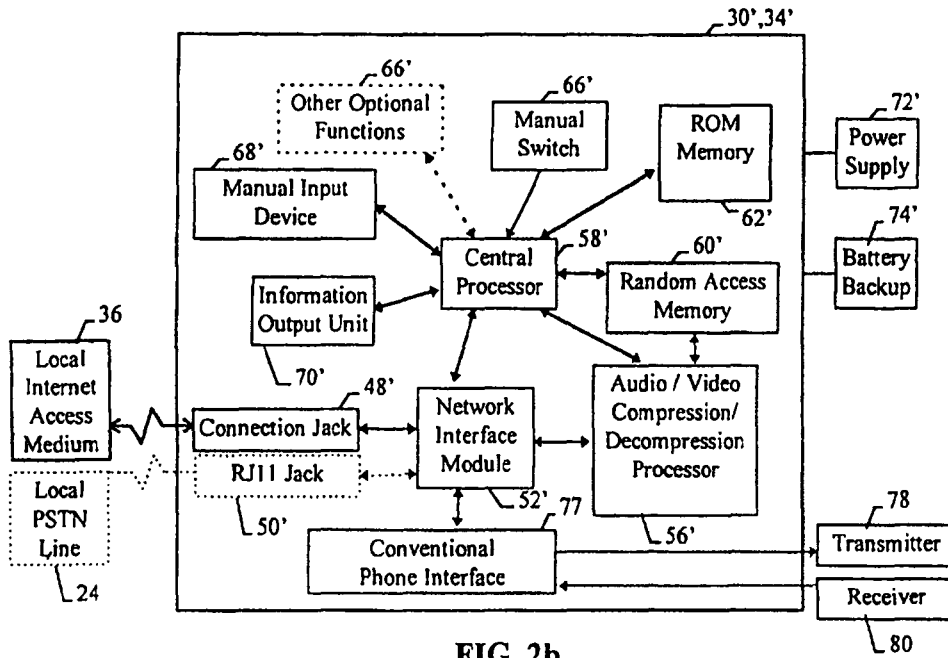 30',34'
66'
Other Optional
Functions
66'
Manual
Switch
ROM
Memory
62'
72'
Power
Supply
68'
Manual Input
Device
58'
Central
Processor
60'
Random Access
Memory
74'
Battery
Backup
Information
Output Unit
70'
36
Local
Internet
Access
Medium
48'
Connection Jack
RJ11 Jack
50'
Network
Interface
Module
52'
Audio / Video
Compression/
Decompression
Processor
56'
Local
PSTN
Line
24
77
Conventional
Phone Interface
78
Transmitter
Receiver
80
FIG. 2b